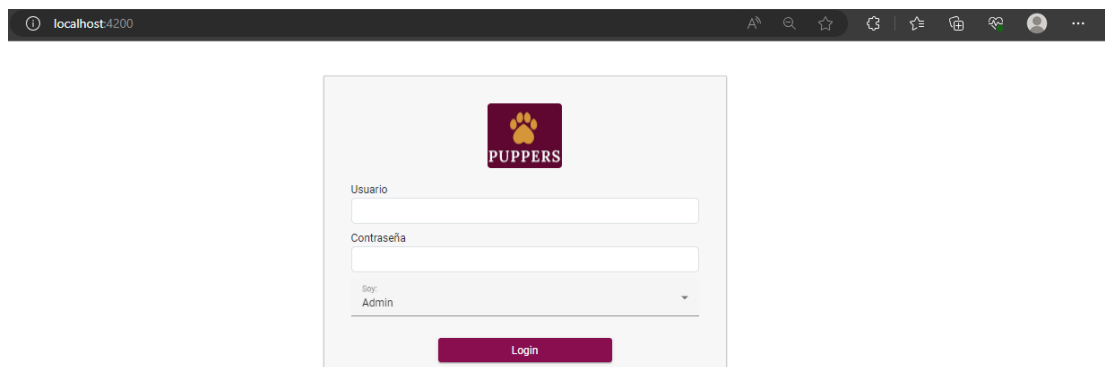 localhost:4200
PUPPERS
Usuario
Contraseña
Soy:
Admin
Login